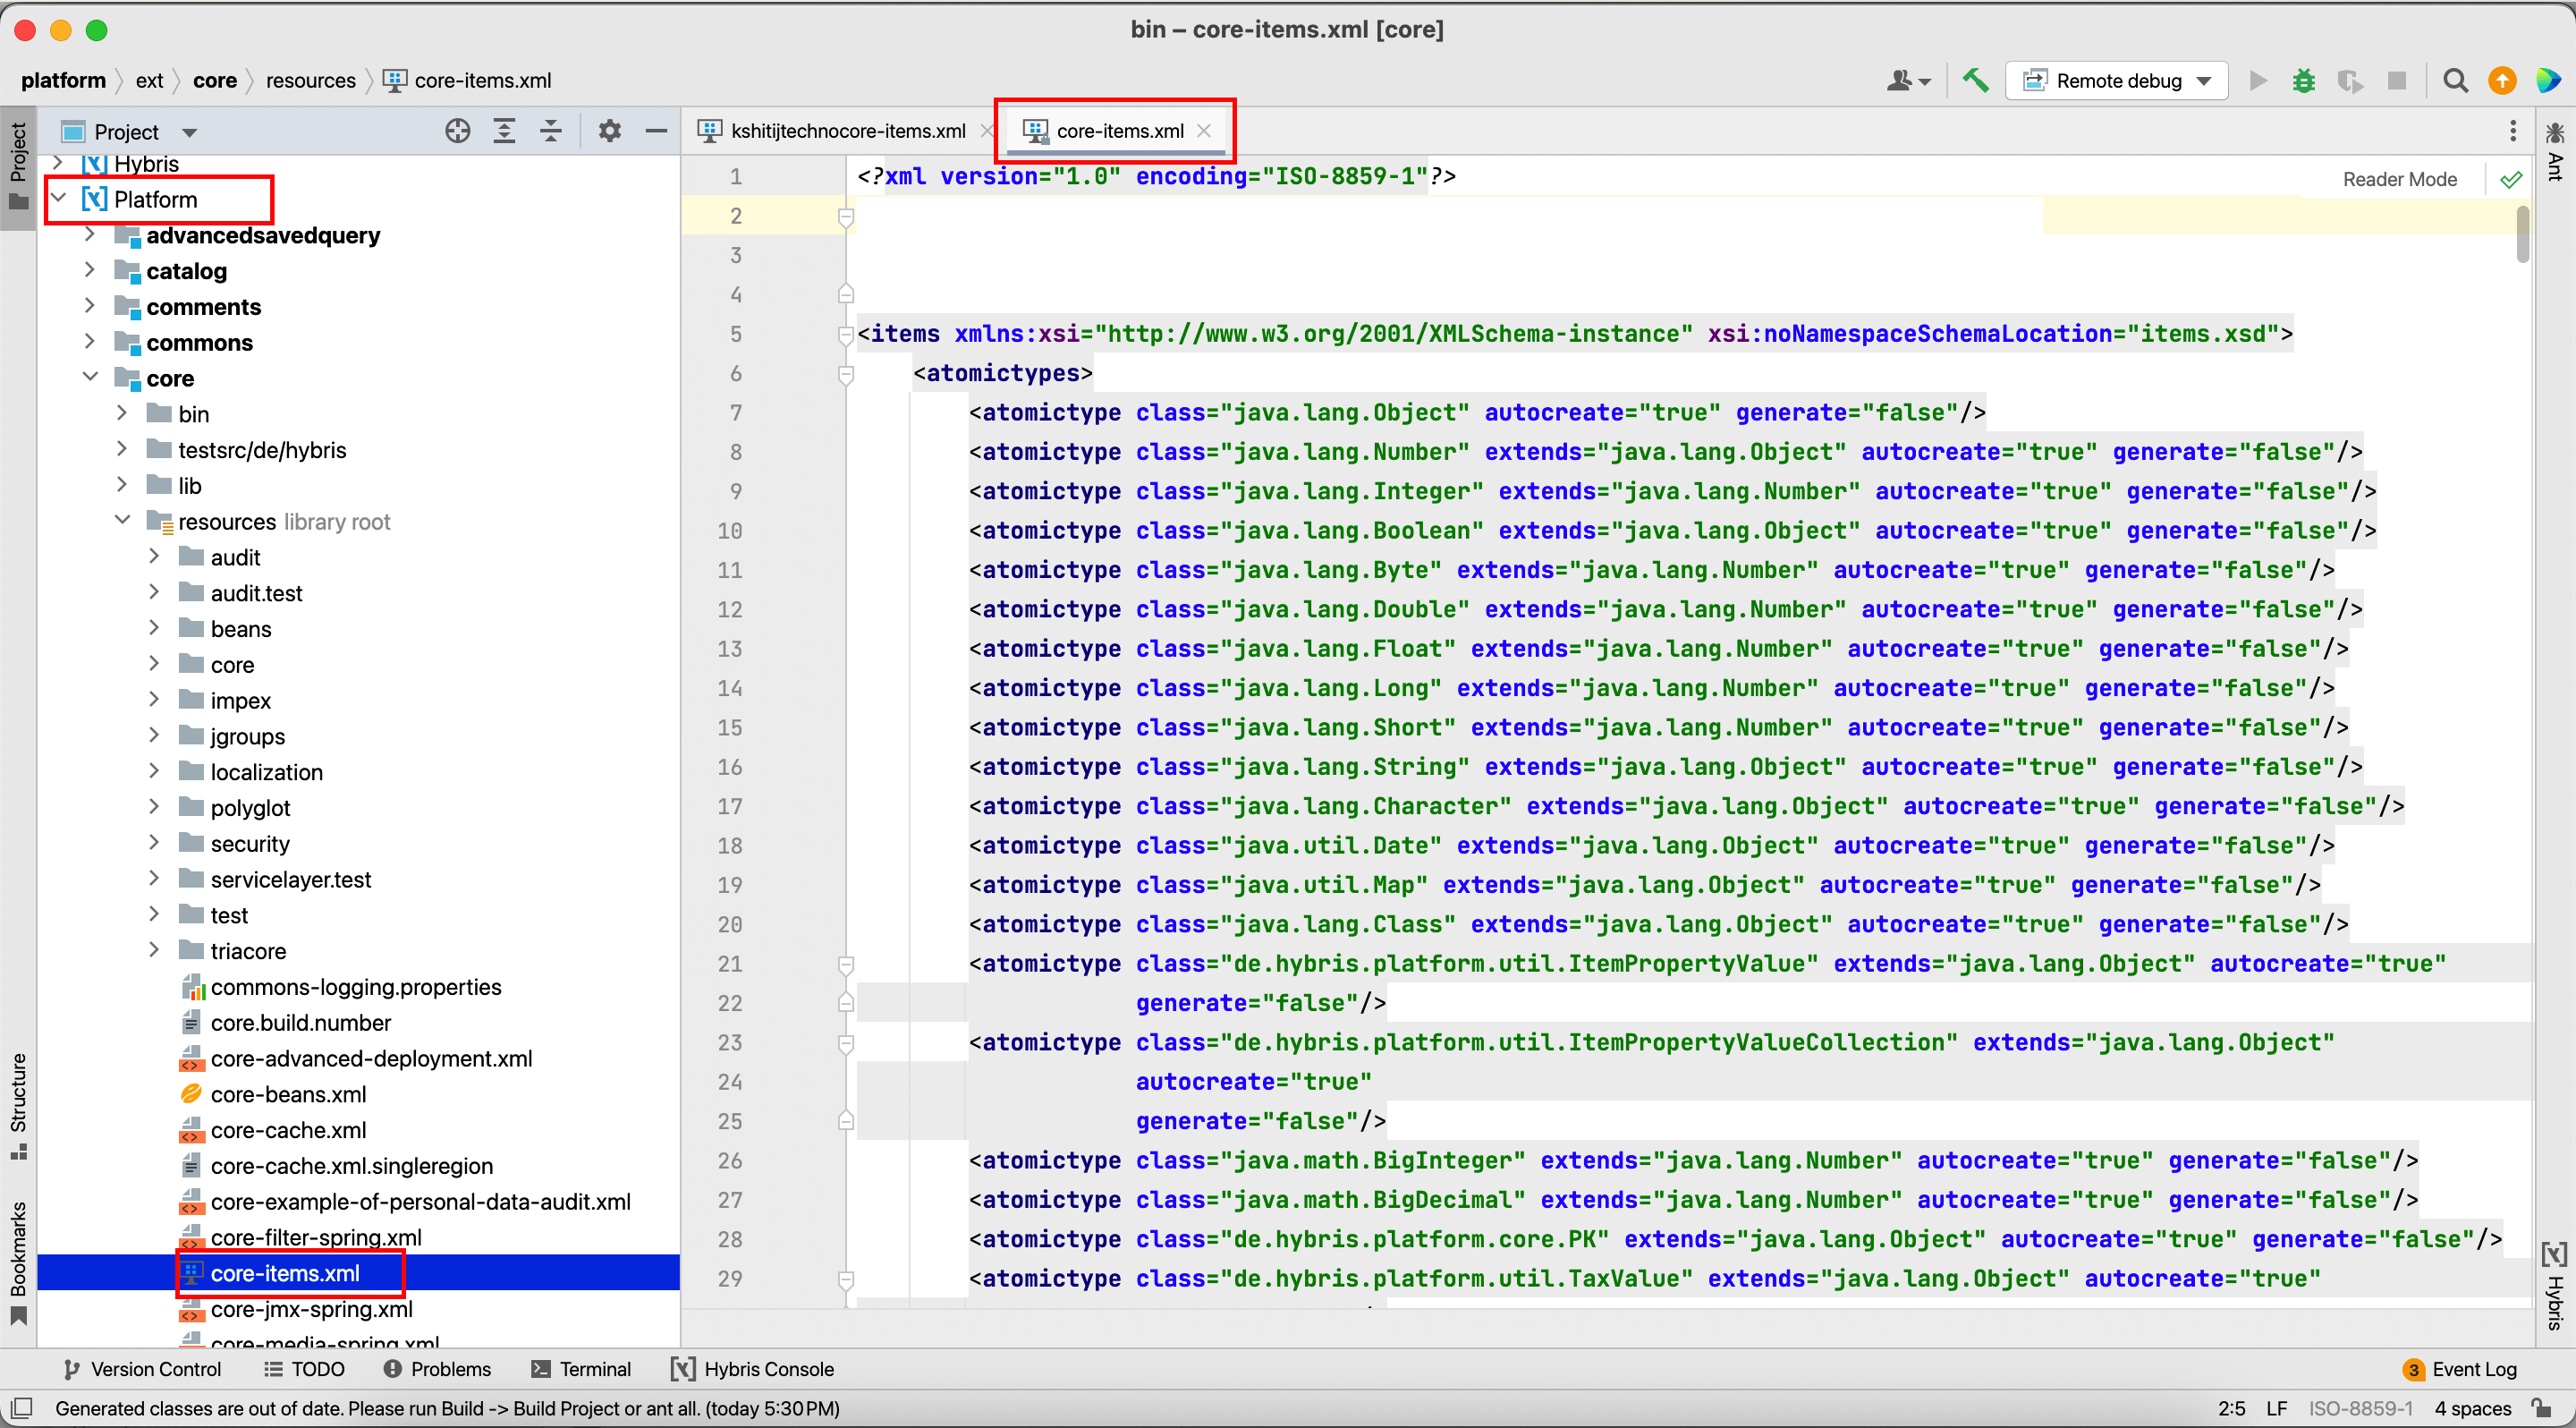 bin – core-items.xml [core]
platform ext core resources core-items.xml
Remote debug
Project
kshitijtechnocore-items.xml
core-items.xml
Project
Ant
Hybris
Platform
advancedsavedquery
catalog
comments
commons
core
bin
testsrc/de/hybris
lib
resources library root
audit
audit.test
beans
core
impex
jgroups
localization
polyglot
security
servicelayer.test
test
triacore
commons-logging.properties
core.build.number
core-advanced-deployment.xml
core-beans.xml
core-cache.xml
core-cache.xml.singleregion
core-example-of-personal-data-audit.xml
core-filter-spring.xml
core-items.xml
core-jmx-spring.xml
core-media-spring.xml
Structure
Bookmarks
Reader Mode
1 <?xml version="1.0" encoding="ISO-8859-1"?>
2
3
4
5 <items xmlns:xsi="http://www.w3.org/2001/XMLSchema-instance" xsi:noNamespaceSchemaLocation="items.xsd">
6 <atomictypes>
7 <atomictype class="java.lang.Object" autocreate="true" generate="false"/>
8 <atomictype class="java.lang.Number" extends="java.lang.Object" autocreate="true" generate="false"/>
9 <atomictype class="java.lang.Integer" extends="java.lang.Number" autocreate="true" generate="false"/>
10 <atomictype class="java.lang.Boolean" extends="java.lang.Object" autocreate="true" generate="false"/>
11 <atomictype class="java.lang.Byte" extends="java.lang.Number" autocreate="true" generate="false"/>
12 <atomictype class="java.lang.Double" extends="java.lang.Number" autocreate="true" generate="false"/>
13 <atomictype class="java.lang.Float" extends="java.lang.Number" autocreate="true" generate="false"/>
14 <atomictype class="java.lang.Long" extends="java.lang.Number" autocreate="true" generate="false"/>
15 <atomictype class="java.lang.Short" extends="java.lang.Number" autocreate="true" generate="false"/>
16 <atomictype class="java.lang.String" extends="java.lang.Object" autocreate="true" generate="false"/>
17 <atomictype class="java.lang.Character" extends="java.lang.Object" autocreate="true" generate="false"/>
18 <atomictype class="java.util.Date" extends="java.lang.Object" autocreate="true" generate="false"/>
19 <atomictype class="java.util.Map" extends="java.lang.Object" autocreate="true" generate="false"/>
20 <atomictype class="java.lang.Class" extends="java.lang.Object" autocreate="true" generate="false"/>
21 <atomictype class="de.hybris.platform.util.ItemPropertyValue" extends="java.lang.Object" autocreate="true"
22 generate="false"/>
23 <atomictype class="de.hybris.platform.util.ItemPropertyValueCollection" extends="java.lang.Object"
24 autocreate="true"
25 generate="false"/>
26 <atomictype class="java.math.BigInteger" extends="java.lang.Number" autocreate="true" generate="false"/>
27 <atomictype class="java.math.BigDecimal" extends="java.lang.Number" autocreate="true" generate="false"/>
28 <atomictype class="de.hybris.platform.core.PK" extends="java.lang.Object" autocreate="true" generate="false"/>
29 <atomictype class="de.hybris.platform.util.TaxValue" extends="java.lang.Object" autocreate="true"
Hybris
Version Control TODO Problems Terminal Hybris Console 3 Event Log
Generated classes are out of date. Please run Build -> Build Project or ant all. (today 5:30 PM) 2:5 LF ISO-8859-1 4 spaces